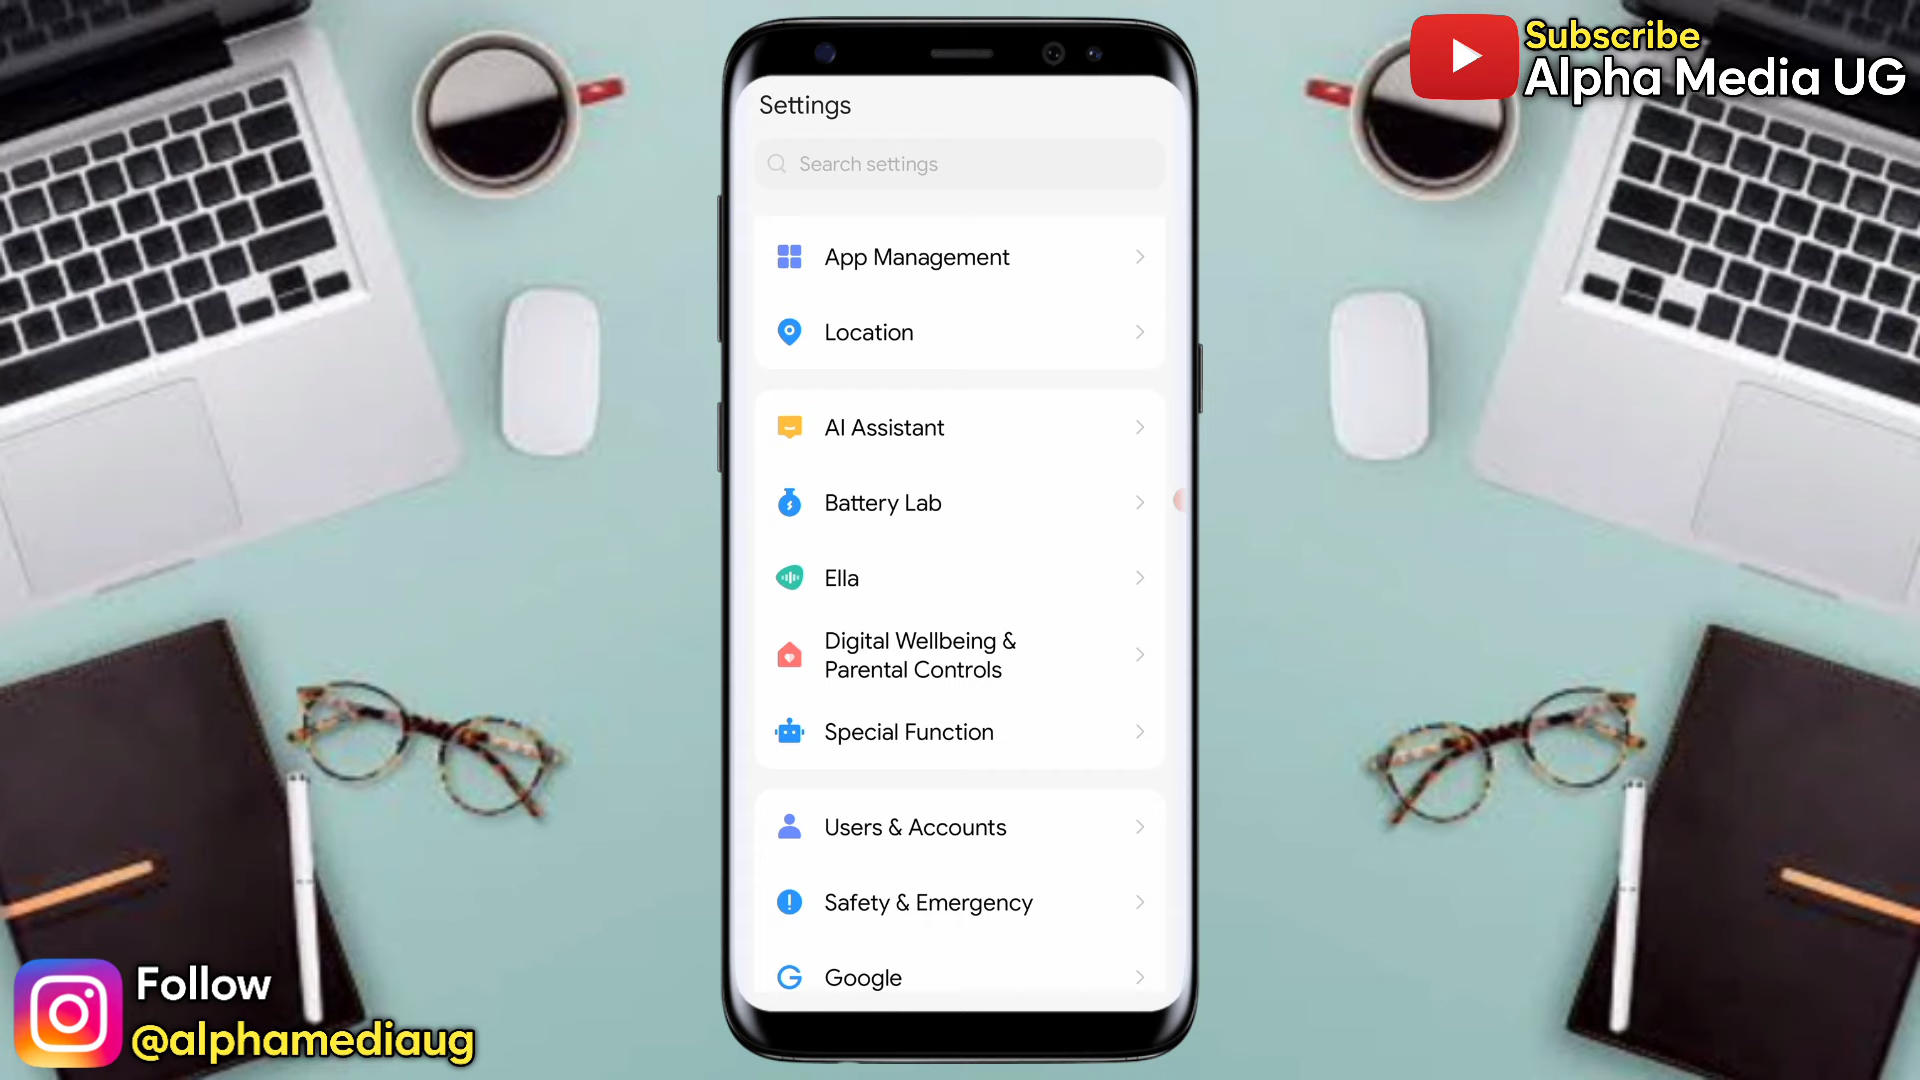 Subscribe
Alpha Media UG
Settings
Search settings
App Management
Location
AI Assistant
Battery Lab
Ella
Digital Wellbeing &
Parental Controls
Special Function
Users & Accounts
Safety & Emergency
Google
Follow
@alphamediaug